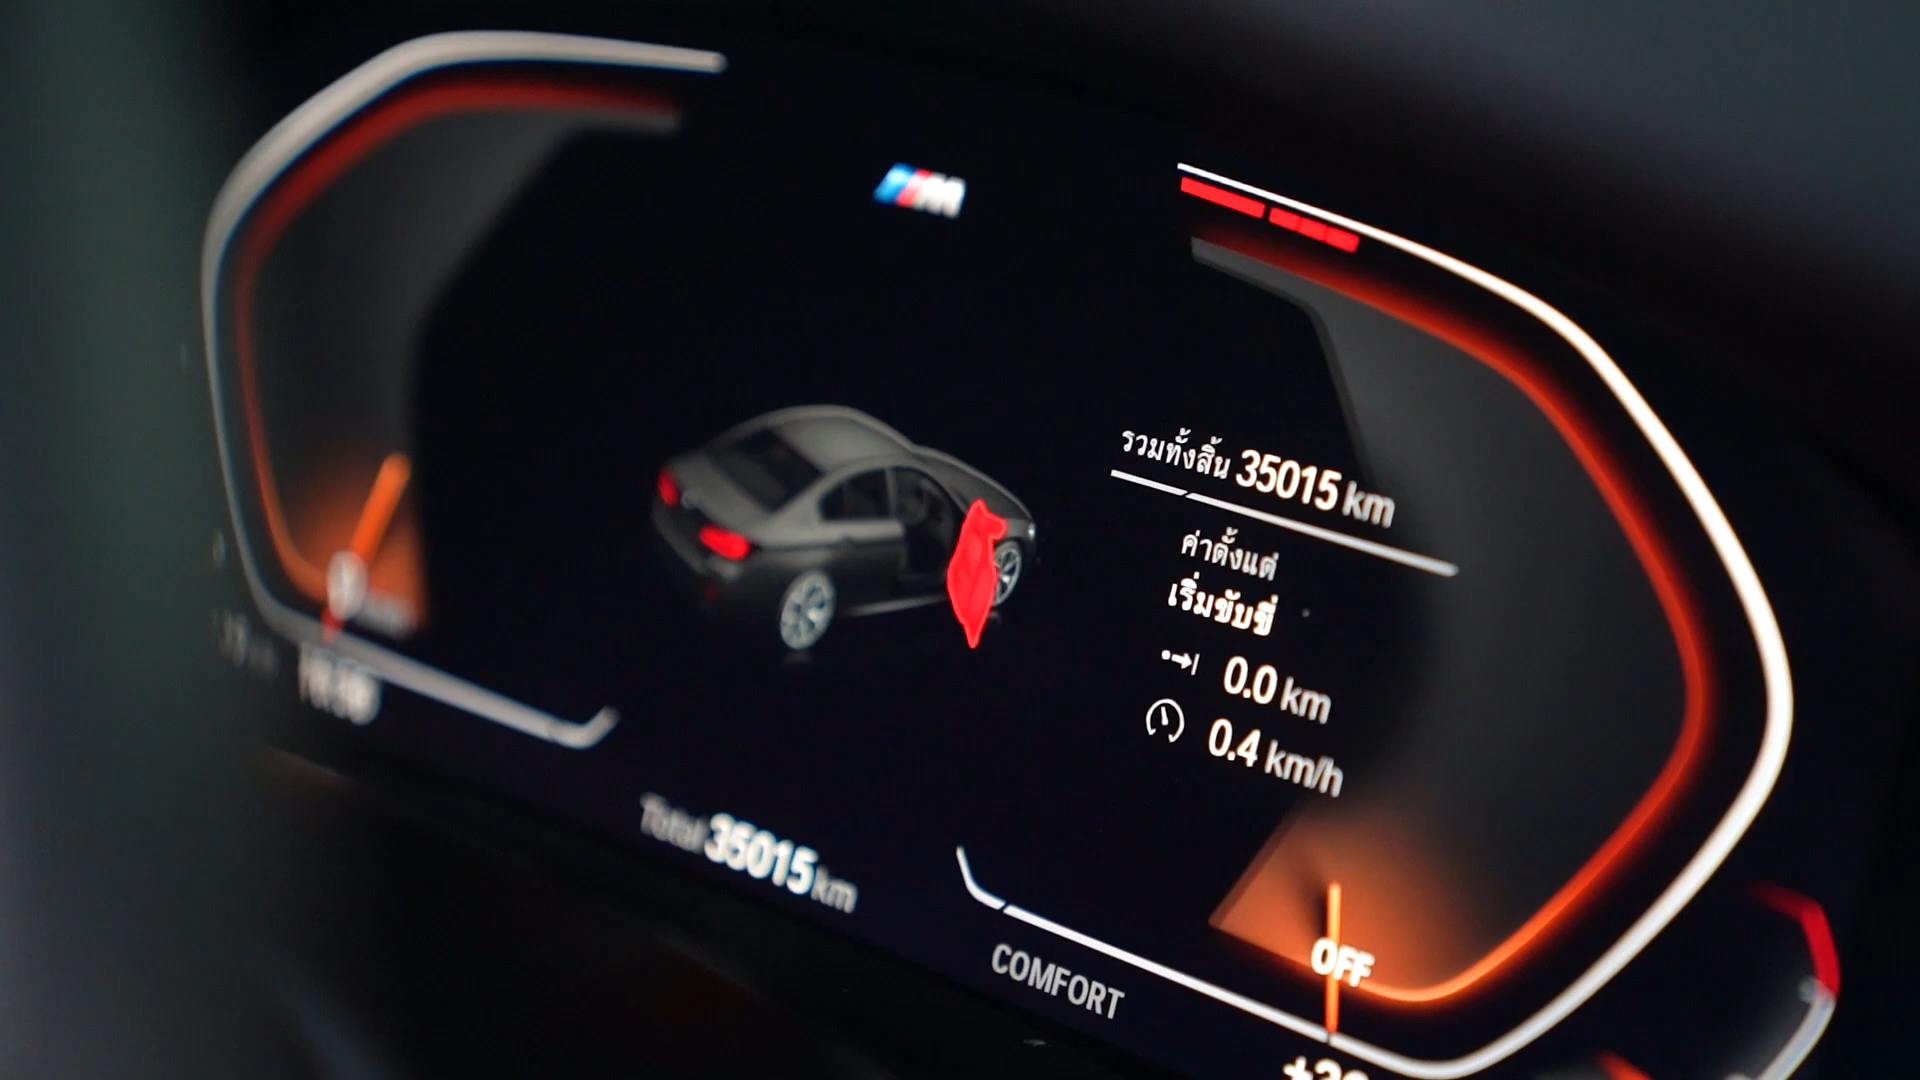 M
รวมทั้งสิ้น 35015 km
ค่าตั้งแต่
เริ่มขับขี่
0.0 km
0.4 km/h
Total 35015 km
COMFORT
OFF